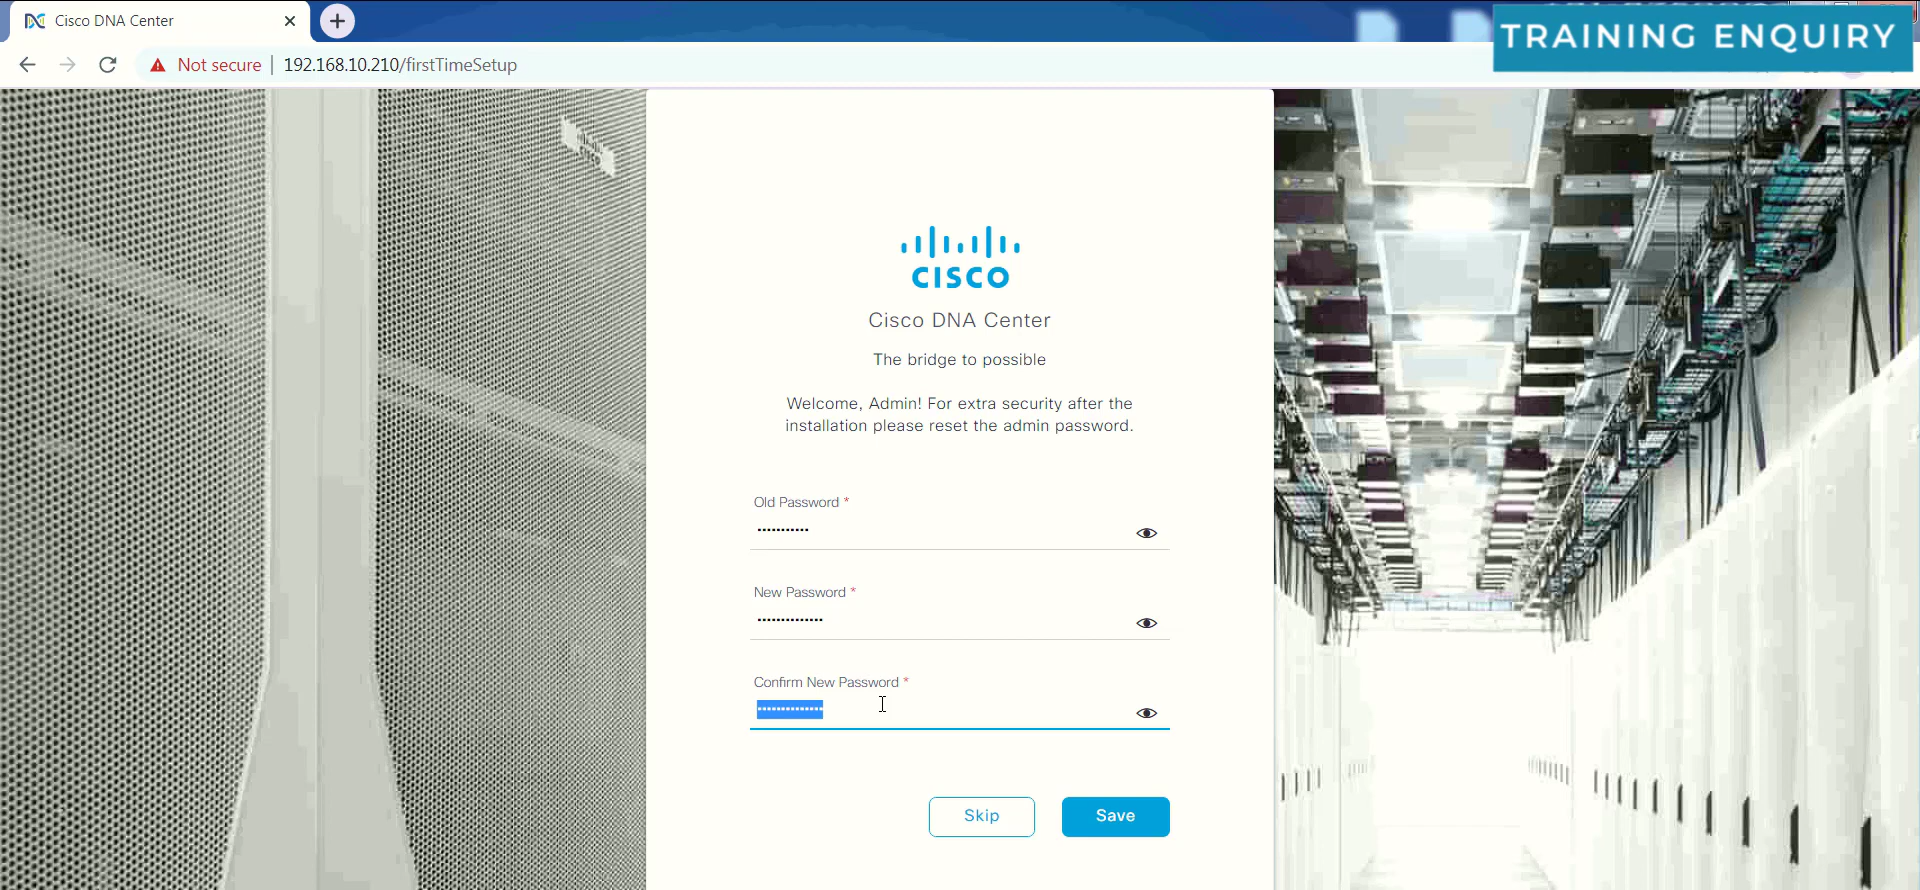 Cisco DNA Center
TRAINING ENQUIRY
Not secure | 192.168.10.210/firstTimeSetup
CISCO
Cisco DNA Center
The bridge to possible
Welcome, Admin! For extra security after the
installation please reset the admin password.
Old Password *
New Password *
Confirm New Password *
Skip Save